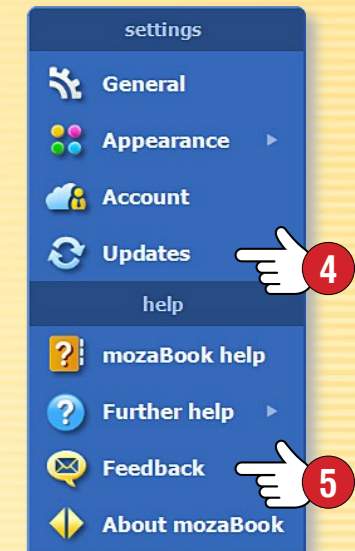 settings
General
Appearance
Account
Updates
4
help
? mozaBook help
? Further help
Feedback
5
About mozaBook